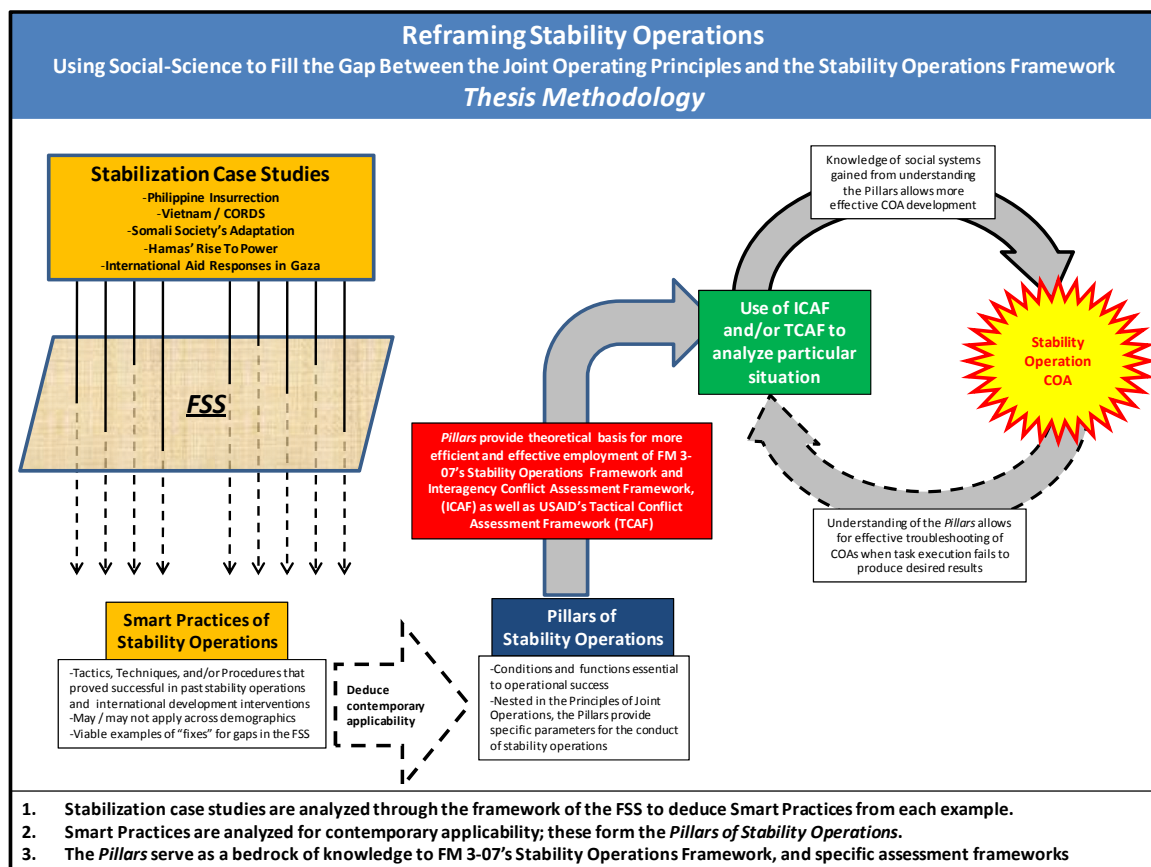 Reframing Stability Operations
Using Social-Science to Fill the Gap Between the Joint Operating Principles and the Stability Operations Framework
Thesis Methodology
Stabilization Case Studies
-Philippine Insurrection
-Vietnam / CORDS
-Somali Society's Adaptation
-Hamas' Rise To Power
-International Aid Responses in Gaza
FSS
Smart Practices of
Stability Operations
-Tactics, Techniques, and/or Procedures that
proved successful in past stability operations
and international development interventions
-May / may not apply across demographics
-Viable examples of "fixes" for gaps in the FSS
Deduce
contemporary
applicability
Pillars of
Stability Operations
-Conditions and functions essential
to operational success
-Nested in the Principles of Joint
Operations, the Pillars provide
specific parameters for the conduct
of stability operations
Pillars provide theoretical basis for more
efficient and effective employment of FM 3-
07's Stability Operations Framework and
Interagency Conflict Assessment Framework,
(ICAF) as well as USAID's Tactical Conflict
Assessment Framework (TCAF)
Use of ICAF
and/or TCAF to
analyze particular
situation
Knowledge of social systems
gained from understanding
the Pillars allows more
effective COA development
Stability
Operation
COA
Understanding of the Pillars allows
for effective troubleshooting of
COAs when task execution fails to
produce desired results
1. Stabilization case studies are analyzed through the framework of the FSS to deduce Smart Practices from each example.
2. Smart Practices are analyzed for contemporary applicability; these form the Pillars of Stability Operations.
3. The Pillars serve as a bedrock of knowledge to FM 3-07's Stability Operations Framework, and specific assessment frameworks